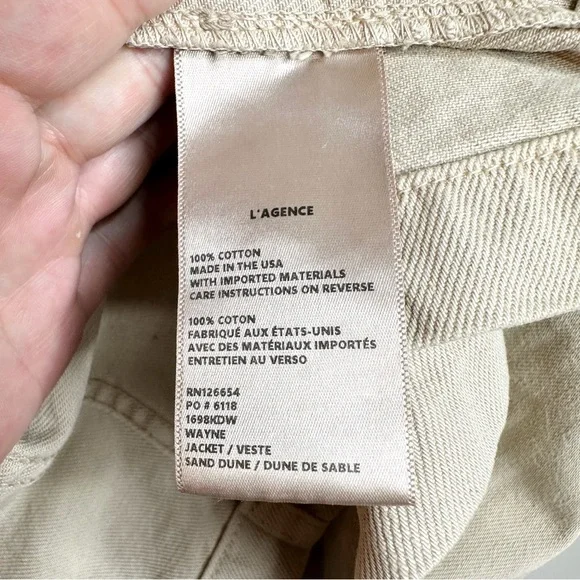 L'AGENCE
100% COTTON
MADE IN THE USA
WITH IMPORTED MATERIALS
CARE INSTRUCTIONS ON REVERSE
100% COTON
FABRIQUÉ AUX ÉTATS-UNIS
AVEC DES MATÉRIAUX IMPORTÉS
ENTRETIEN AU VERSO
RN126654
PO # 6118
1698KDW
WAYNE
JACKET / VESTE
SAND DUNE / DUNE DE SABLE